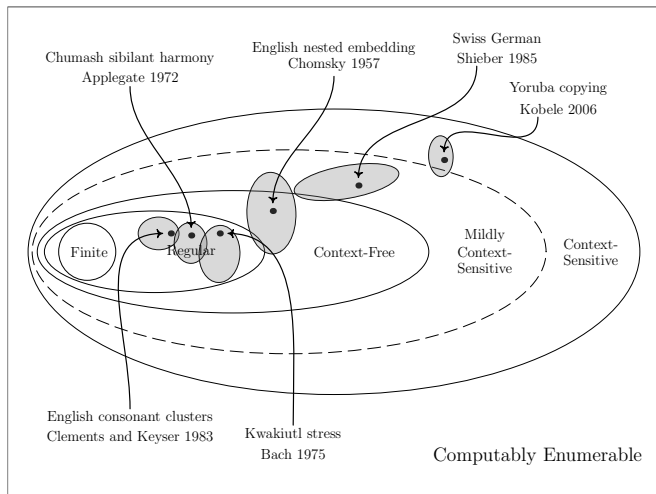 Swiss German
Shieber 1985
English nested embedding
Chomsky 1957
Chumash sibilant harmony
Applegate 1972
Yoruba copying
Kobele 2006
Finite
Regular
Context-Free
Mildly
Context-
Sensitive
Context-
Sensitive
English consonant clusters
Clements and Keyser 1983
Kwakiutl stress
Bach 1975
Computably Enumerable